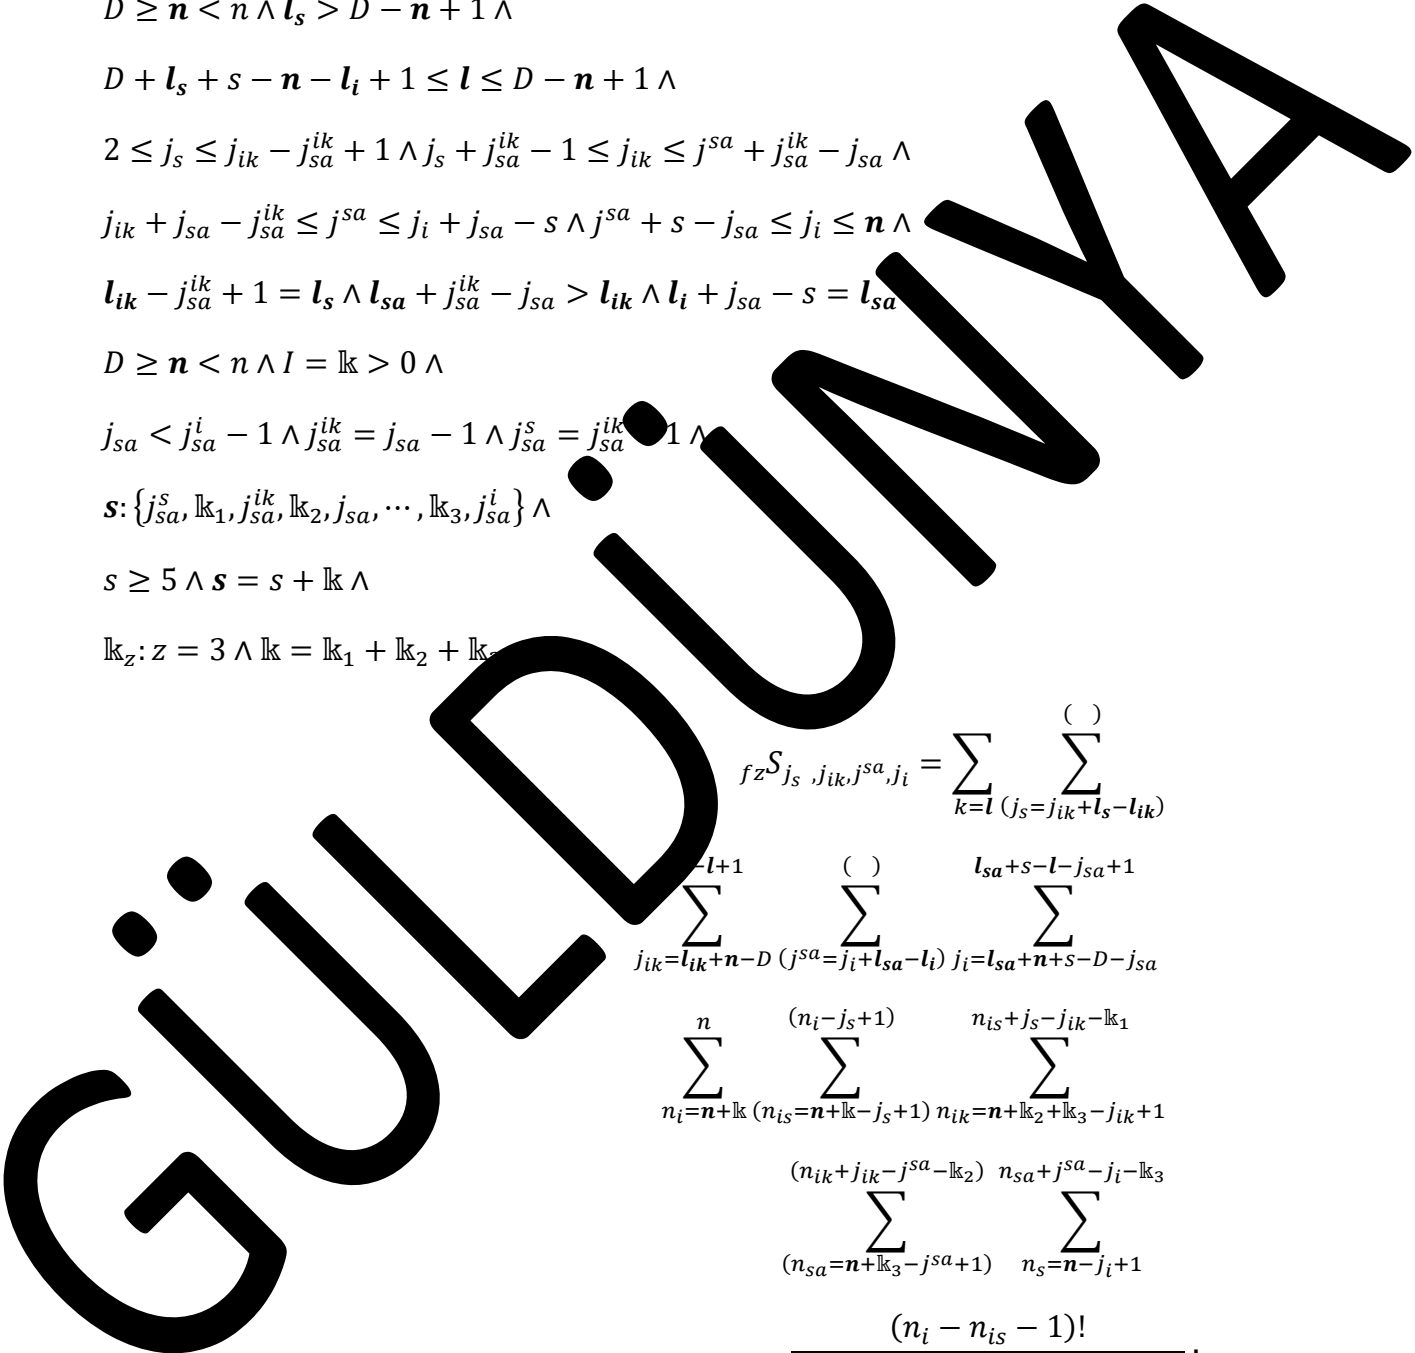 D ≥ 𝒏 < n ∧ 𝒍ₛ > D − 𝒏 + 1 ∧
D + 𝒍ₛ + s − 𝒏 − 𝒍ᵢ + 1 ≤ 𝒍 ≤ D − 𝒏 + 1 ∧
2 ≤ j_s ≤ j_{ik} − j_{sa}^{ik} + 1 ∧ j_s + j_{sa}^{ik} − 1 ≤ j_{ik} ≤ j^{sa} + j_{sa}^{ik} − j_{sa} ∧
j_{ik} + j_{sa} − j_{sa}^{ik} ≤ j^{sa} ≤ j_i + j_{sa} − s ∧ j^{sa} + s − j_{sa} ≤ j_i ≤ 𝒏 ∧
𝒍_{ik} − j_{sa}^{ik} + 1 = 𝒍_s ∧ 𝒍_{sa} + j_{sa}^{ik} − j_{sa} > 𝒍_{ik} ∧ 𝒍_i + j_{sa} − s = 𝒍_{sa}
D ≥ 𝒏 < n ∧ I = 𝕜 > 0 ∧
j_{sa} < j_{sa}^{i} − 1 ∧ j_{sa}^{ik} = j_{sa} − 1 ∧ j_{sa}^{s} = j_{sa}^{ik} 1 ∧
𝒔: {j_{sa}^{s}, 𝕜_1, j_{sa}^{ik}, 𝕜_2, j_{sa}, ⋯, 𝕜_3, j_{sa}^{i}} ∧
s ≥ 5 ∧ 𝒔 = s + 𝕜 ∧
𝕜_z: z = 3 ∧ 𝕜 = 𝕜_1 + 𝕜_2 + 𝕜
_{fz}S_{j_s ,j_{ik},j^{sa},j_i} = ∑_{k=𝒍} ∑_{(j_s=j_{ik}+𝒍_s−𝒍_{ik})}^{( )}
∑_{j_{ik}=𝒍_{ik}+𝒏−D}^{−𝒍+1} ∑_{(j^{sa}=j_i+𝒍_{sa}−𝒍_i)}^{( )} ∑_{j_i=𝒍_{sa}+𝒏+s−D−j_{sa}}^{𝒍_{sa}+s−𝒍−j_{sa}+1}
∑_{n_i=𝒏+𝕜}^{n} ∑_{(n_{is}=𝒏+𝕜−j_s+1)}^{(n_i−j_s+1)} ∑_{n_{ik}=𝒏+𝕜_2+𝕜_3−j_{ik}+1}^{n_{is}+j_s−j_{ik}−𝕜_1}
∑_{(n_{sa}=𝒏+𝕜_3−j^{sa}+1)}^{(n_{ik}+j_{ik}−j^{sa}−𝕜_2)} ∑_{n_s=𝒏−j_i+1}^{n_{sa}+j^{sa}−j_i−𝕜_3}
(n_i − n_{is} − 1)!
GÜLDÜNYA